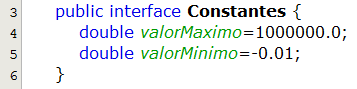 3 public interface Constantes {
4 double valorMaximo=1000000.0;
5 double valorMinimo=-0.01;
6 }